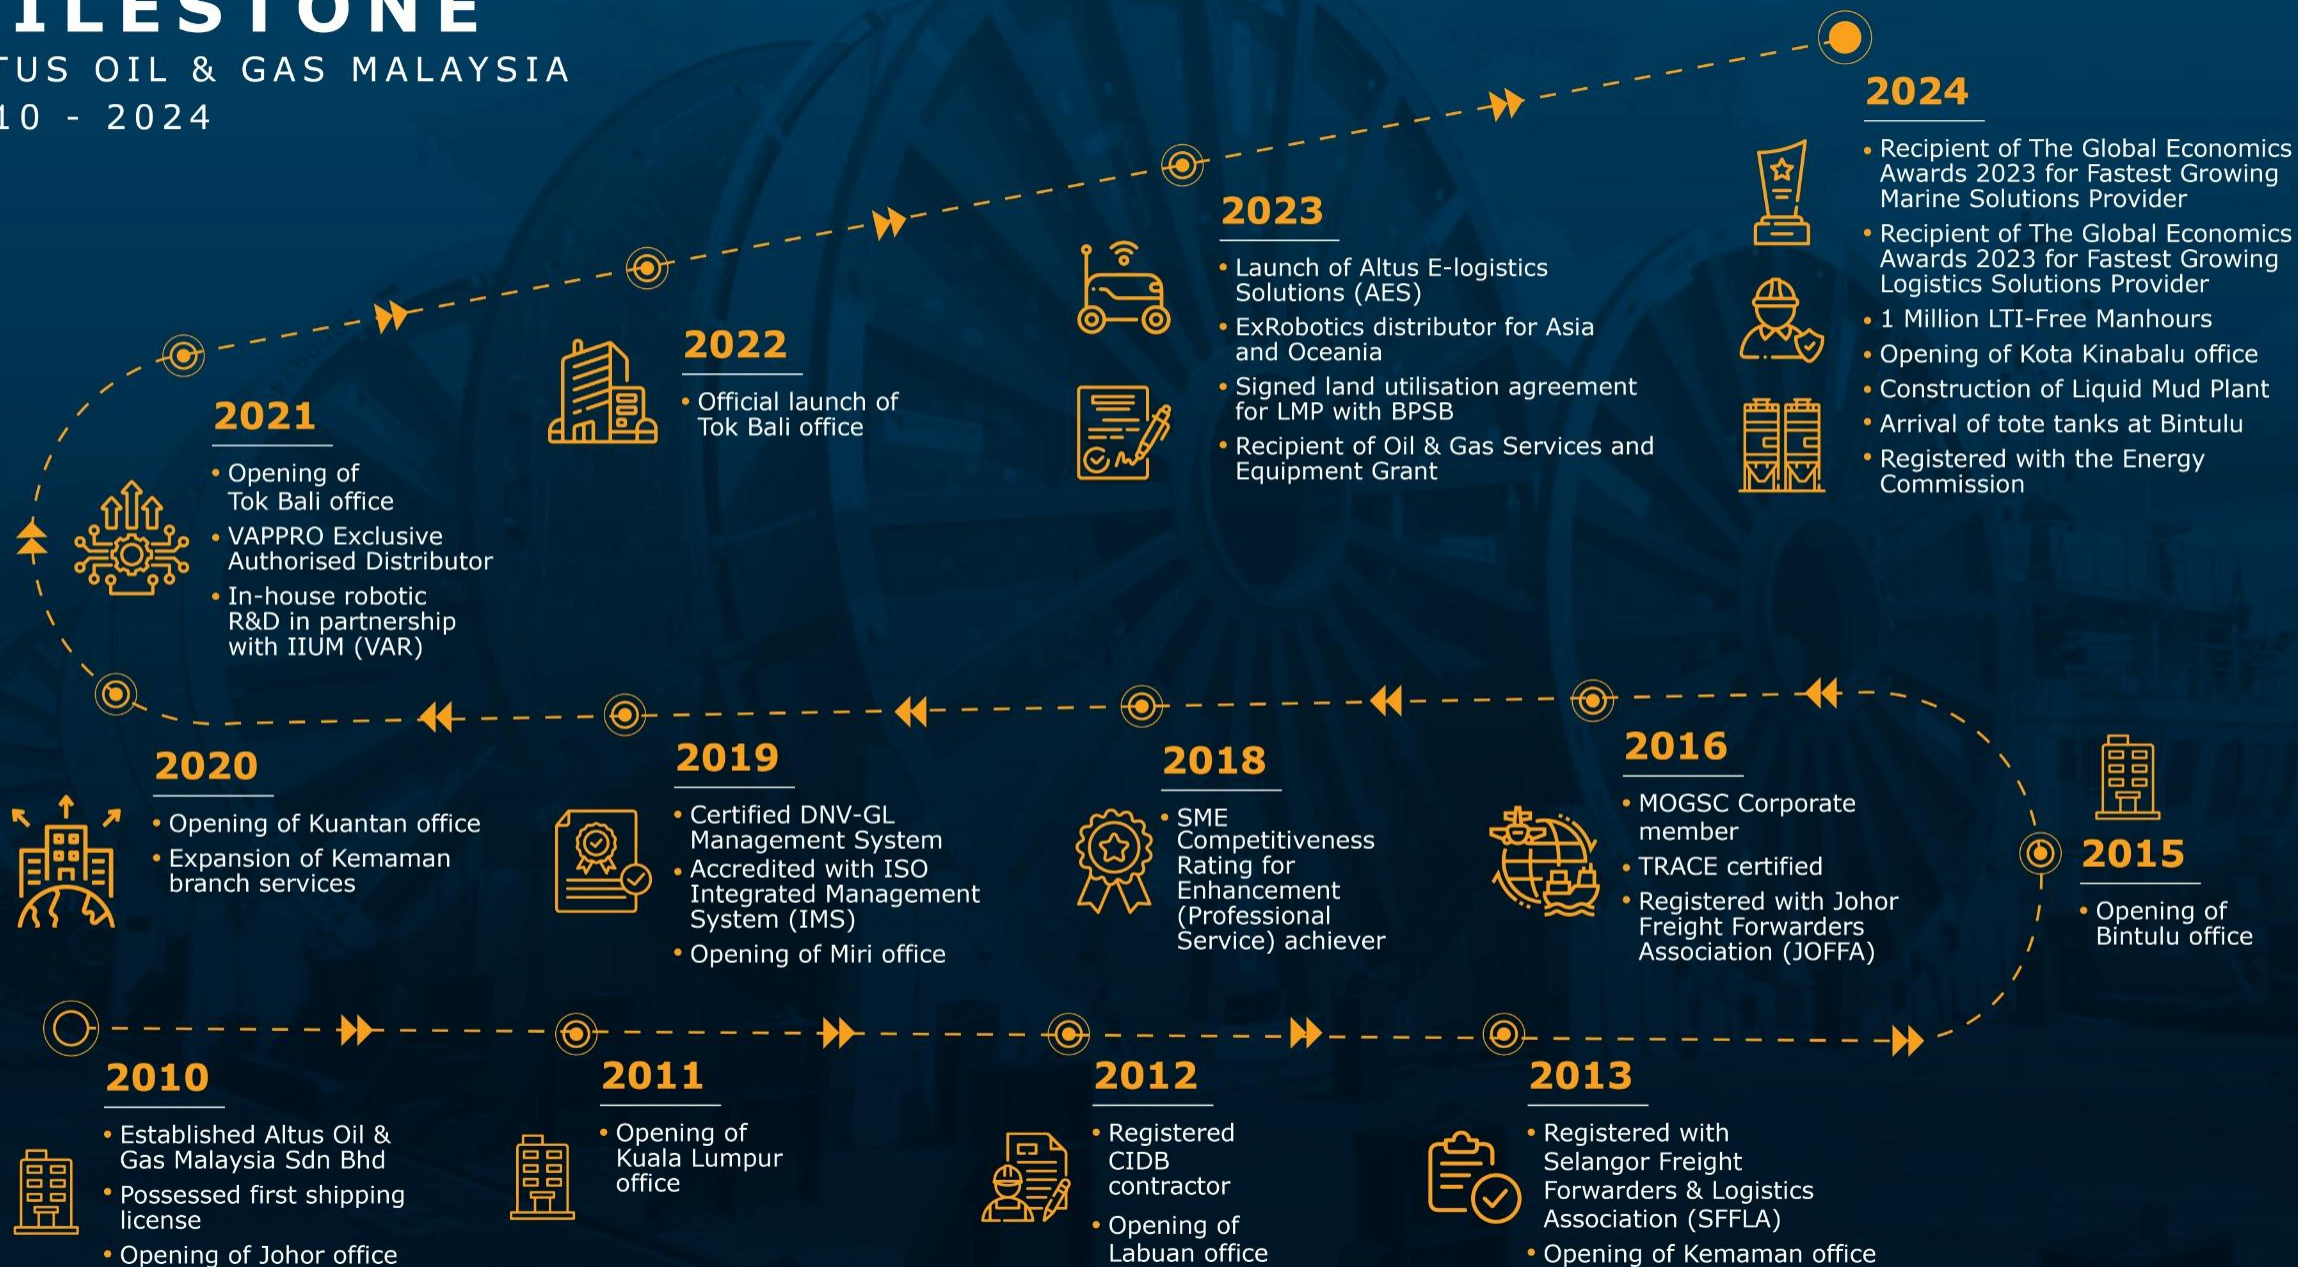 ILESTONE
TUS OIL & GAS MALAYSIA
10 - 2024
2024
• Recipient of The Global Economics
Awards 2023 for Fastest Growing
Marine Solutions Provider
• Recipient of The Global Economics
Awards 2023 for Fastest Growing
Logistics Solutions Provider
• 1 Million LTI-Free Manhours
• Opening of Kota Kinabalu office
• Construction of Liquid Mud Plant
• Arrival of tote tanks at Bintulu
• Registered with the Energy
Commission
2023
• Launch of Altus E-logistics
Solutions (AES)
• ExRobotics distributor for Asia
and Oceania
• Signed land utilisation agreement
for LMP with BPSB
• Recipient of Oil & Gas Services and
Equipment Grant
2022
• Official launch of
Tok Bali office
2021
• Opening of
Tok Bali office
• VAPPRO Exclusive
Authorised Distributor
• In-house robotic
R&D in partnership
with IIUM (VAR)
2020
• Opening of Kuantan office
• Expansion of Kemaman
branch services
2019
• Certified DNV-GL
Management System
• Accredited with ISO
Integrated Management
System (IMS)
• Opening of Miri office
2018
• SME
Competitiveness
Rating for
Enhancement
(Professional
Service) achiever
2016
• MOGSC Corporate
member
• TRACE certified
• Registered with Johor
Freight Forwarders
Association (JOFFA)
2015
• Opening of
Bintulu office
2010
• Established Altus Oil &
Gas Malaysia Sdn Bhd
• Possessed first shipping
license
• Opening of Johor office
2011
• Opening of
Kuala Lumpur
office
2012
• Registered
CIDB
contractor
• Opening of
Labuan office
2013
• Registered with
Selangor Freight
Forwarders & Logistics
Association (SFFLA)
• Opening of Kemaman office